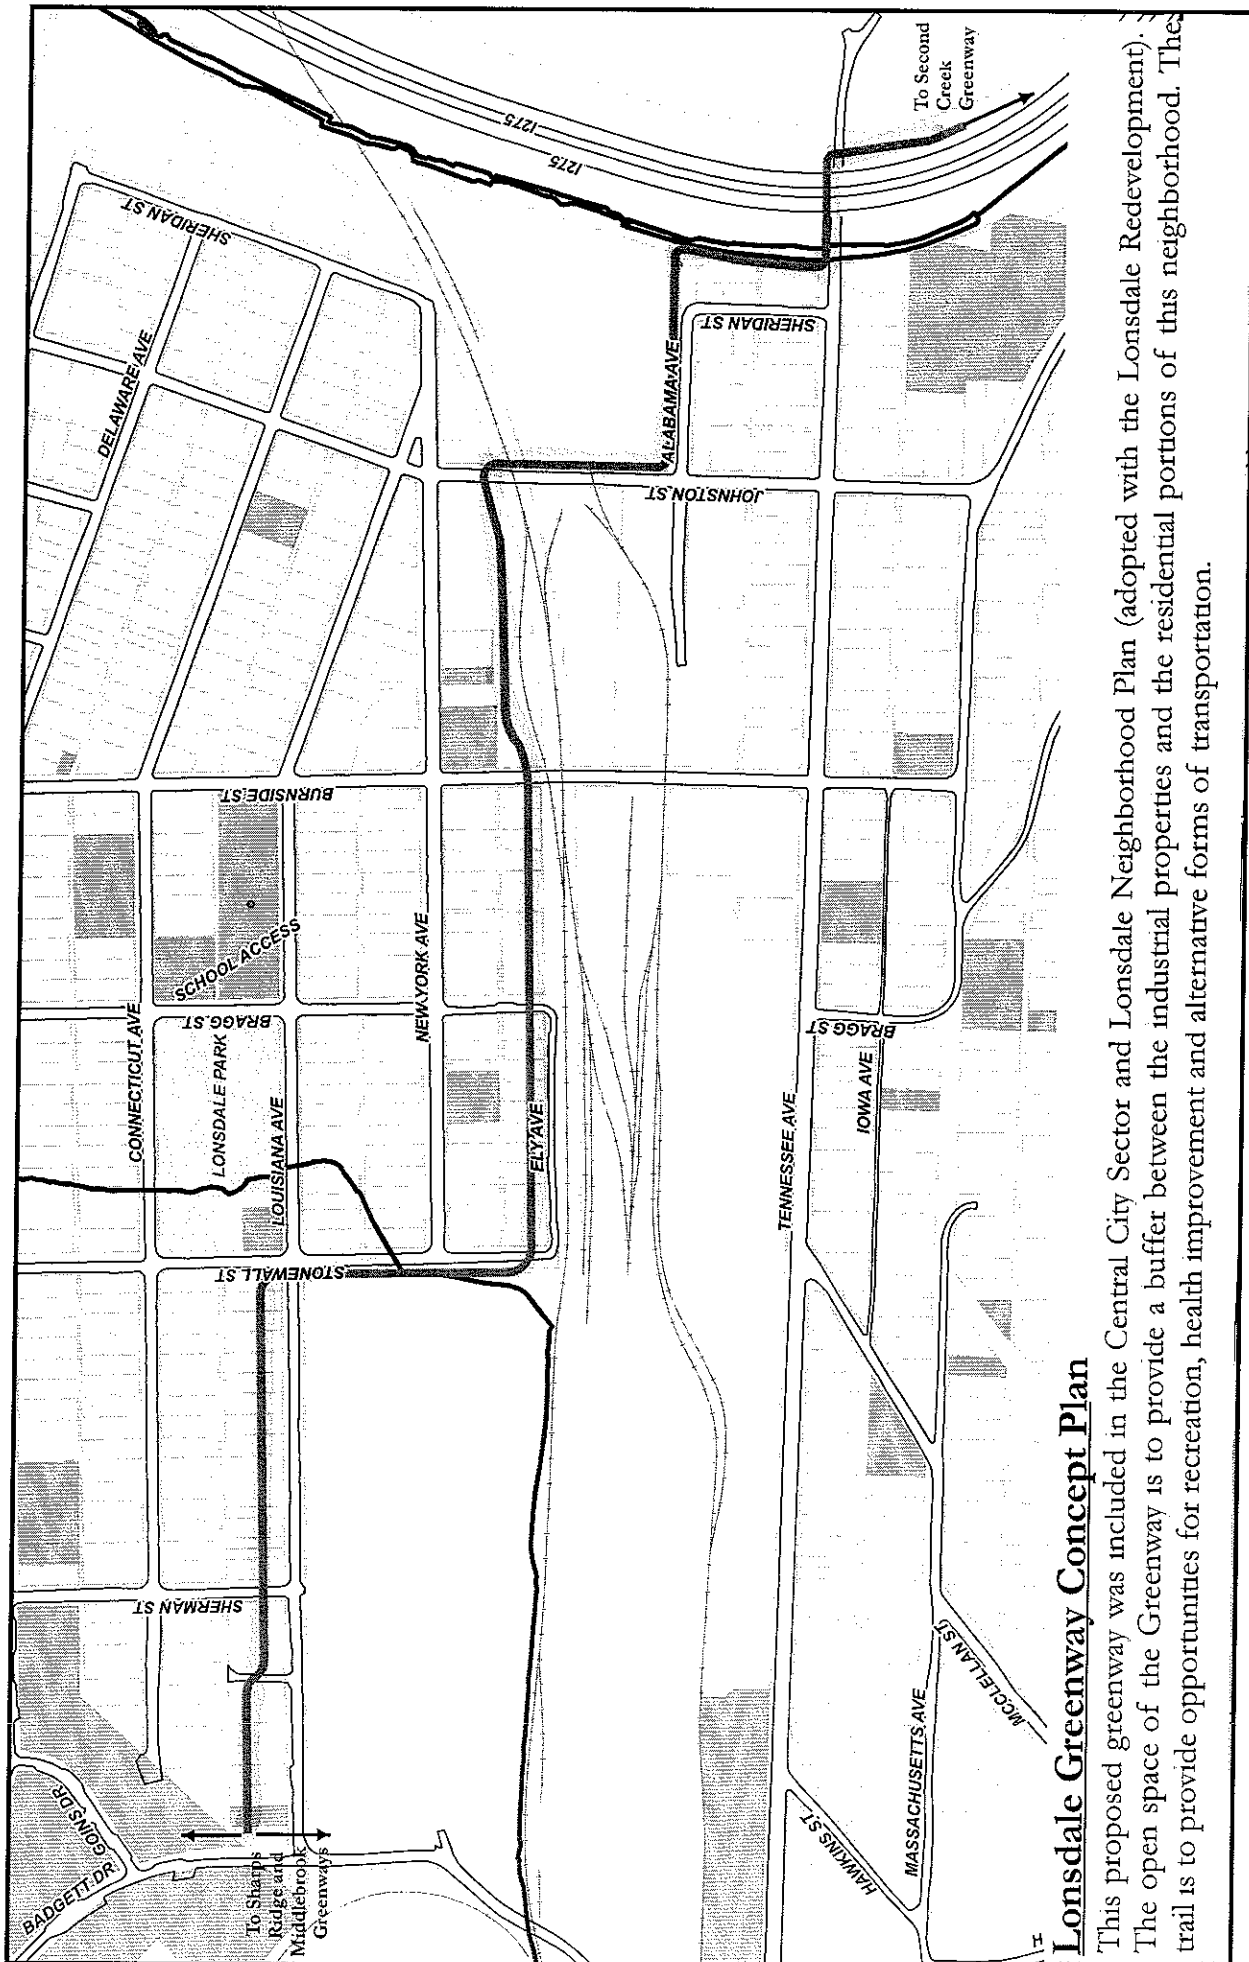 To Sharps
Ridge and
Middlebrook
Greenways
BADGETT DR
GOINS DR
SHERMAN ST
STONEWALL ST
CONNECTICUT AVE
LONSDALE PARK
LOUISIANA AVE
BRAGG ST
SCHOOL ACCESS
NEW YORK AVE
ELY AVE
BURNSIDE ST
DELAWARE AVE
SHERIDAN ST
JOHNSTON ST
ALABAMA AVE
SHERIDAN ST
I275
I275
To Second
Creek
Greenway
TENNESSEE AVE
IOWA AVE
BRAGG ST
HAWKINS ST
MASSACHUSETTS AVE
MCCLELLAN ST
H
Lonsdale Greenway Concept Plan
This proposed greenway was included in the Central City Sector and Lonsdale Neighborhood Plan (adopted with the Lonsdale Redevelopment).
The open space of the Greenway is to provide a buffer between the industrial properties and the residential portions of this neighborhood. The
trail is to provide opportunities for recreation, health improvement and alternative forms of transportation.